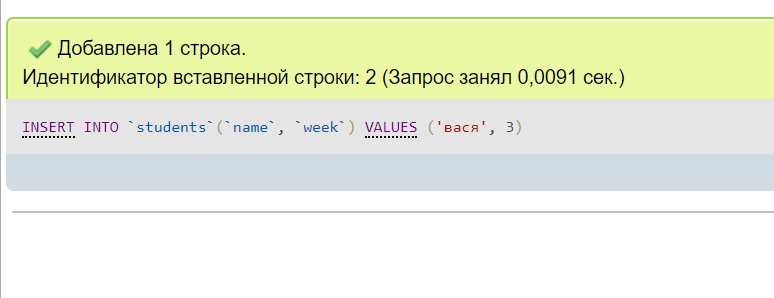 Добавлена 1 строка.
Идентификатор вставленной строки: 2 (Запрос занял 0,0091 сек.)
INSERT INTO `students`(`name`, `week`) VALUES ('вася', 3)